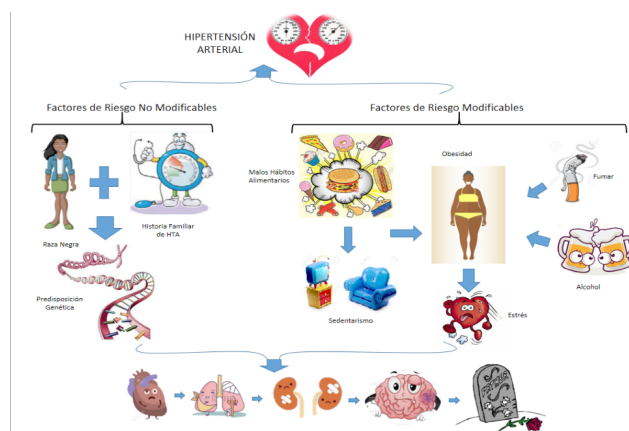 HIPERTENSIÓN
ARTERIAL
Factores de Riesgo No Modificables
Factores de Riesgo Modificables
Malos Hábitos
Alimentarios
Obesidad
Fumar
Raza Negra
Historia Familiar
de HTA
Predisposición
Genética
Sedentarismo
Estrés
Alcohol